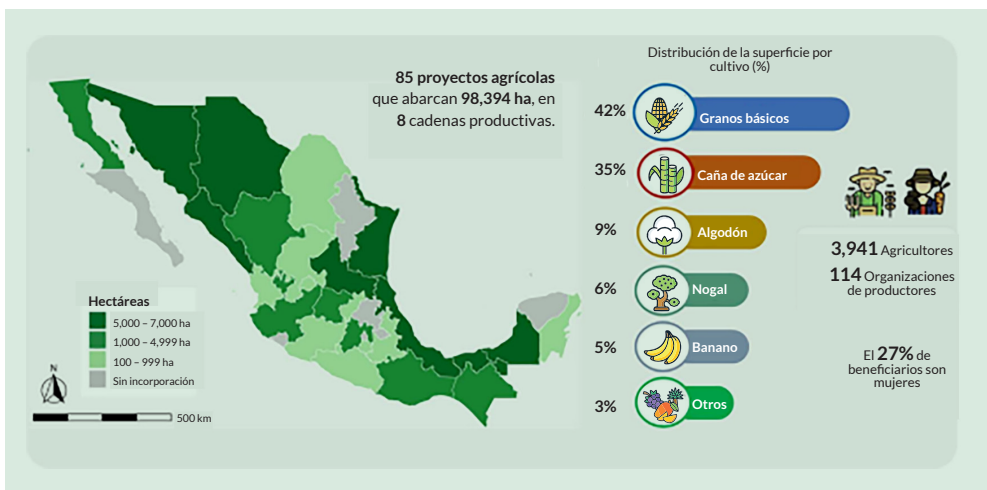 85 proyectos agrícolas
que abarcan 98,394 ha, en
8 cadenas productivas.
Hectáreas
5,000 – 7,000 ha
1,000 – 4,999 ha
100 – 999 ha
Sin incorporación
N
500 km
Distribución de la superficie por
cultivo (%)
42% Granos básicos
35% Caña de azúcar
9% Algodón
6% Nogal
5% Banano
3% Otros
3,941 Agricultores
114 Organizaciones
de productores
El 27% de
beneficiarios son
mujeres